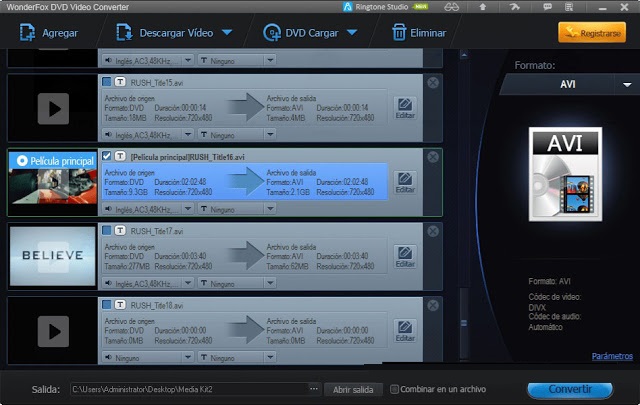 WonderFox DVD Video Converter
Ringtone Studio
Agregar
Descargar Vídeo
DVD Cargar
Eliminar
Registrarse
Inglés,AC3,48KHz,...
T Ninguno
T RUSH_Title15.avi
Archivo de origen
Archivo de salida
Formato:DVD Duración:00:00:14
Formato:AVI Duración:00:00:14
Tamaño:18MB Resolución:720x480
Tamaño:4MB Resolución:720x480
Editar
Inglés,AC3,48KHz,...
T Ninguno
Película principal
T [Película principal]RUSH_Title16.avi
Archivo de origen
Archivo de salida
Formato:DVD Duración:02:02:48
Formato:AVI Duración:02:02:48
Tamaño:9.3GB Resolución:720x480
Tamaño:2.1GB Resolución:720x480
Editar
Inglés,AC3,48KHz,...
T Ninguno
BELIEVE
T RUSH_Title17.avi
Archivo de origen
Archivo de salida
Formato:DVD Duración:00:03:40
Formato:AVI Duración:00:03:40
Tamaño:277MB Resolución:720x480
Tamaño:62MB Resolución:720x480
Editar
Inglés,AC3,48KHz,...
T Ninguno
T RUSH_Title18.avi
Archivo de origen
Archivo de salida
Formato:DVD Duración:00:00:00
Formato:AVI Duración:00:00:00
Tamaño:0MB Resolución:720x480
Tamaño:0MB Resolución:720x480
Editar
Ninguno
T Ninguno
Formato:
AVI
AVI
Formato: AVI
Códec de video:
DIVX
Códec de audio:
Automático
Parámetros
Salida:
C:\Users\Administrator\Desktop\Media Kit2
...
Abrir salida
Combinar en un archivo
Convertir